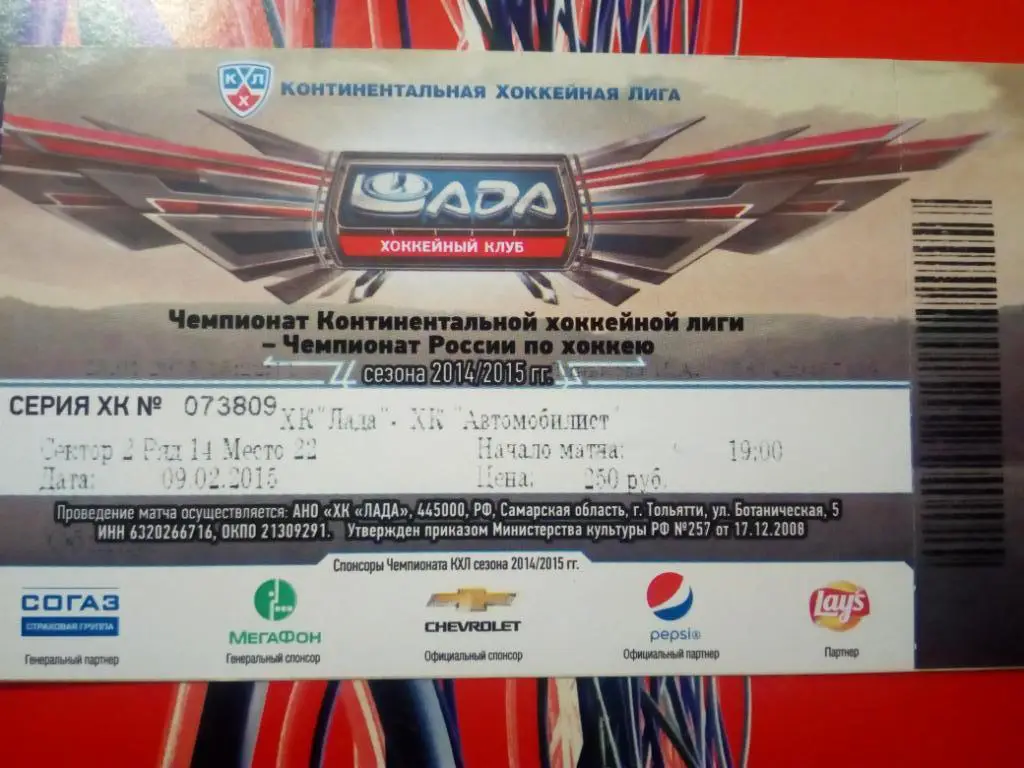 КХЛ КОНТИНЕНТАЛЬНАЯ ХОККЕЙНАЯ ЛИГА
ЛАДА
ХОККЕЙНЫЙ КЛУБ
Чемпионат Континентальной хоккейной лиги
– Чемпионат России по хоккею
сезона 2014/2015 гг.
СЕРИЯ ХК № 073809 ХК "Лада" - ХК "Автомобилист"
Сектор 2 Ряд 14 Место 22 Начало матча: 19:00
Дата: 09.02.2015 Цена: 250 руб.
Проведение матча осуществляется: АНО «ХК «ЛАДА», 445000, РФ, Самарская область, г. Тольятти, ул. Ботаническая, 5
ИНН 6320266716, ОКПО 21309291. Утвержден приказом Министерства культуры РФ №257 от 17.12.2008
Спонсоры Чемпионата КХЛ сезона 2014/2015 гг.
СОГАЗ
СТРАХОВАЯ ГРУППА
МЕГАФОН
CHEVROLET
pepsi®
Lay's
Генеральный партнер
Генеральный спонсор
Официальный спонсор
Официальный партнер
Партнер